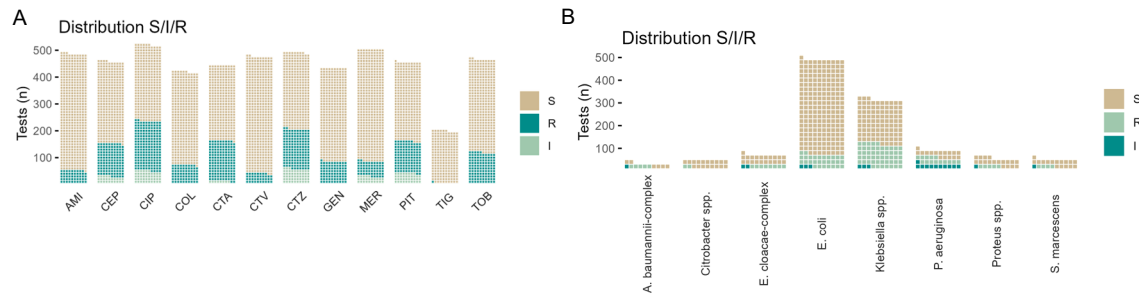 A
Distribution S/I/R
Tests (n)
500
400
300
200
100
AMI
CEP
CIP
COL
CTA
CTV
CTZ
GEN
MER
PIT
TIG
TOB
S
R
I
B
Distribution S/I/R
Tests (n)
500
400
300
200
100
A. baumannii-complex
Citrobacter spp.
E. cloacae-complex
E. coli
Klebsiella spp.
P. aeruginosa
Proteus spp.
S. marcescens
S
R
I